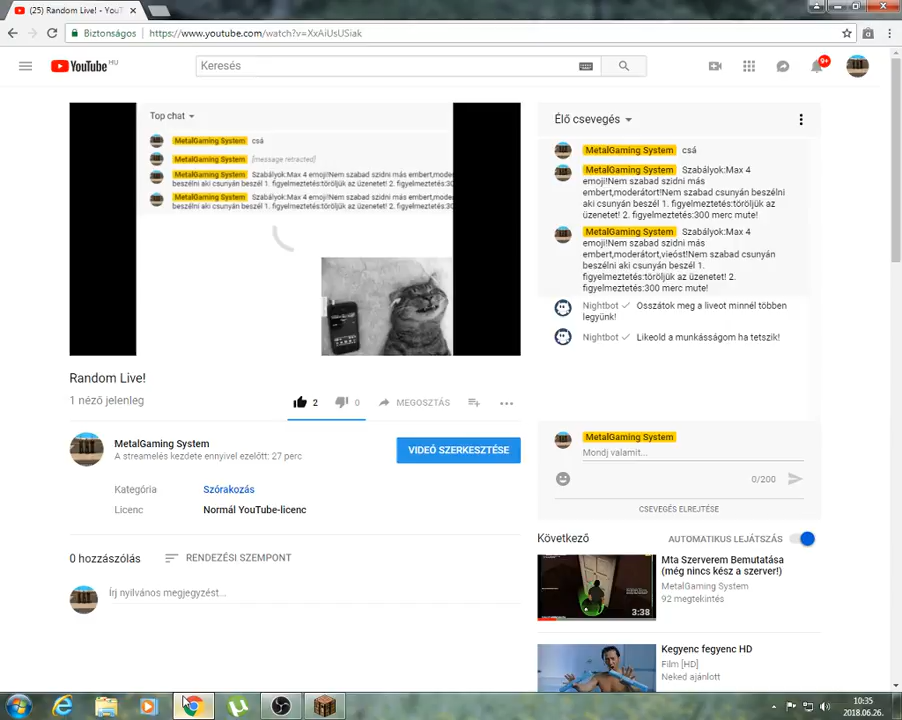 (25) Random Live! - YouT
Biztonságos
https://www.youtube.com/watch?v=XxAiUsUSiak
YouTube HU
Keresés
9+
Top chat
MetalGaming System csá
MetalGaming System [message retracted]
MetalGaming System Szabályok:Max 4 emoji!Nem szabad szidni más embert,moder
beszélni aki csunyán beszél 1. figyelmeztetés:töröljük az üzenetet! 2. figyelmeztetés:30
MetalGaming System Szabályok:Max 4 emoji!Nem szabad szidni más embert,moder
beszélni aki csunyán beszél 1. figyelmeztetés:töröljük az üzenetet! 2. figyelmeztetés:30
Random Live!
1 néző jelenleg
2
0
MEGOSZTÁS
MetalGaming System
A streamelés kezdete ennyivel ezelőtt: 27 perc
VIDEÓ SZERKESZTÉSE
Kategória Szórakozás
Licenc Normál YouTube-licenc
0 hozzászólás
RENDEZÉSI SZEMPONT
Írj nyilvános megjegyzést...
Élő csevegés
MetalGaming System csá
MetalGaming System Szabályok:Max 4
emoji!Nem szabad szidni más
embert,moderátort!Nem szabad csunyán beszélni
aki csunyán beszél 1. figyelmeztetés:töröljük az
üzenetet! 2. figyelmeztetés:300 merc mute!
MetalGaming System Szabályok:Max 4
emoji!Nem szabad szidni más
embert,moderátort,vieóst!Nem szabad csunyán
beszélni aki csunyán beszél 1.
figyelmeztetés:töröljük az üzenetet! 2.
figyelmeztetés:300 merc mute!
Nightbot Osszátok meg a liveot minnél többen
legyünk!
Nightbot Likeold a munkásságom ha tetszik!
MetalGaming System
Mondj valamit...
0/200
CSEVEGÉS ELREJTÉSE
Következő
AUTOMATIKUS LEJÁTSZÁS
3:38
Mta Szerverem Bemutatása
(még nincs kész a szerver!)
MetalGaming System
92 megtekintés
Kegyenc fegyenc HD
Film [HD]
Neked ajánlott
10:35
2018.06.26.